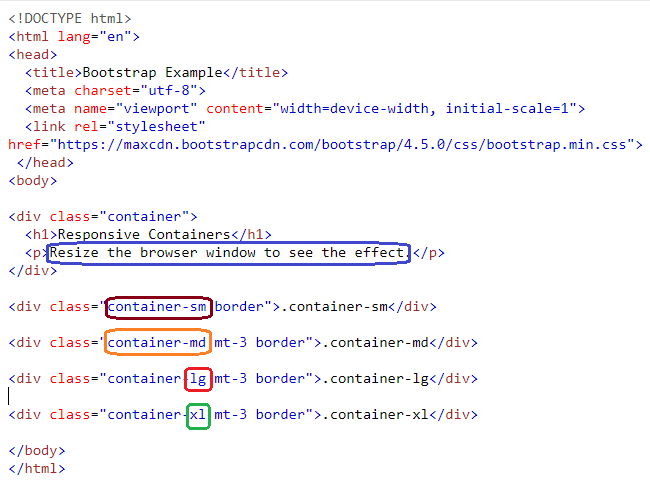 <!DOCTYPE html>
<html lang="en">
<head>
  <title>Bootstrap Example</title>
  <meta charset="utf-8">
  <meta name="viewport" content="width=device-width, initial-scale=1">
  <link rel="stylesheet"
href="https://maxcdn.bootstrapcdn.com/bootstrap/4.5.0/css/bootstrap.min.css">
 </head>
<body>

<div class="container">
  <h1>Responsive Containers</h1>
  <p>Resize the browser window to see the effect.</p>
</div>

<div class="container-sm border">.container-sm</div>

<div class="container-md mt-3 border">.container-md</div>

<div class="container-lg mt-3 border">.container-lg</div>

<div class="container-xl mt-3 border">.container-xl</div>

</body>
</html>